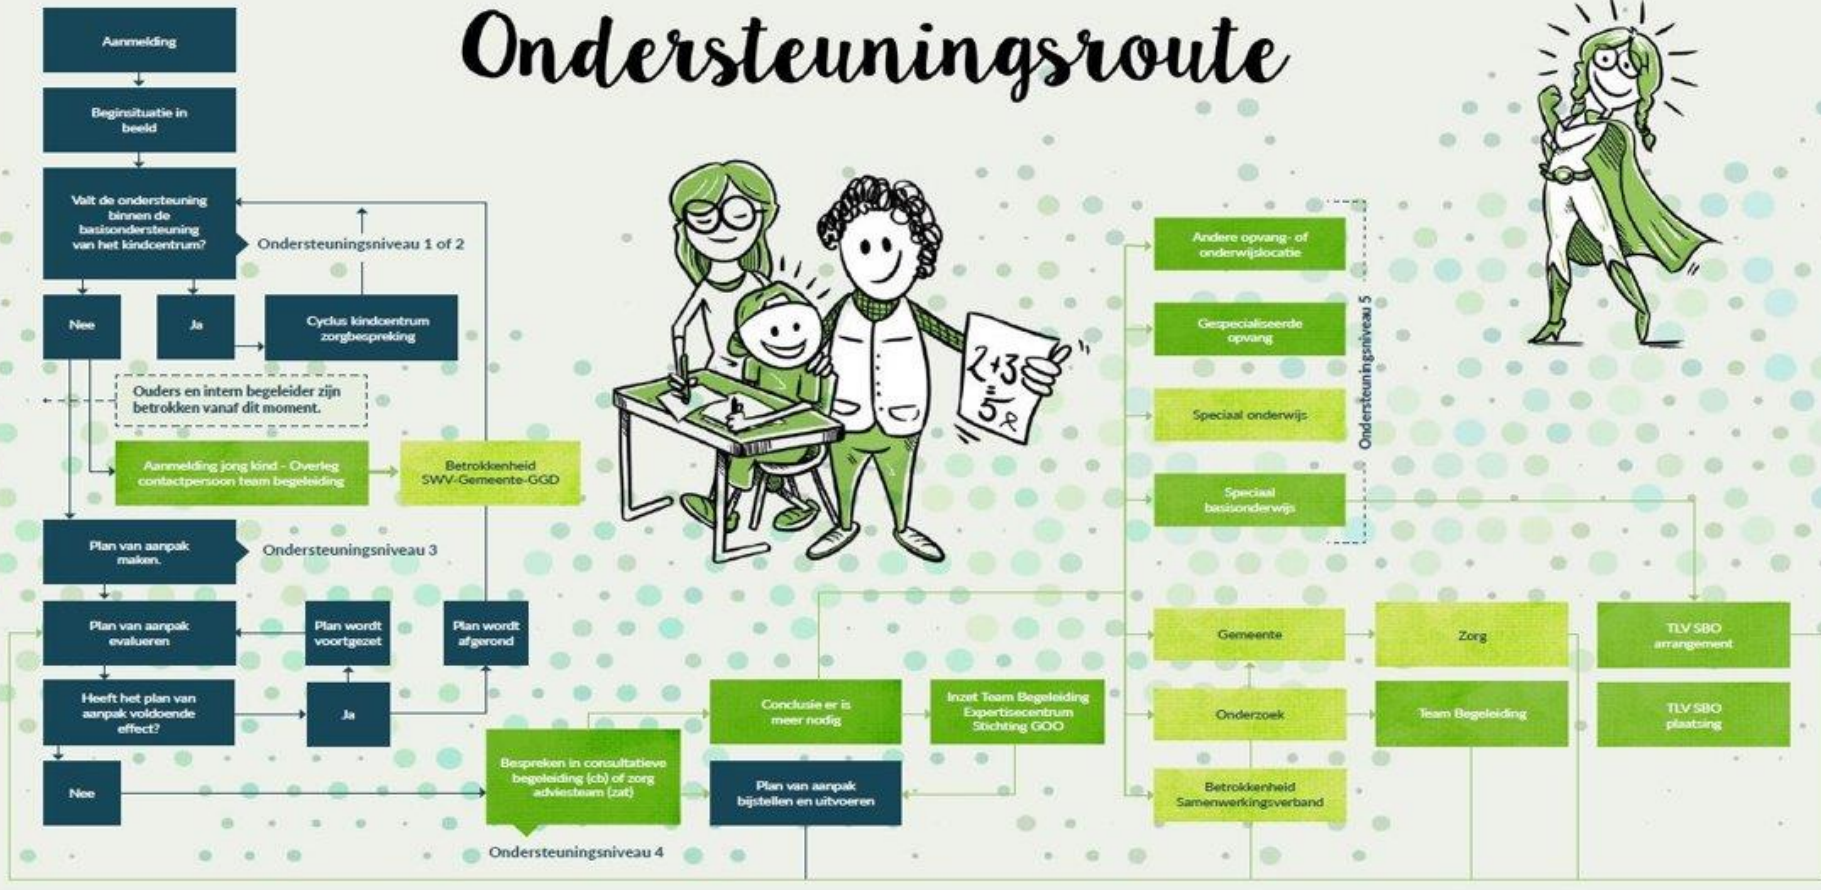 Ondersteuningsroute
Aanmelding
Beginsituatie in
beeld
Valt de ondersteuning
binnen de
basisondersteuning
van het kindcentrum?
Ondersteuningsniveau 1 of 2
Nee
Ja
Cyclus kindcentrum
zorgbespreking
Ouders en intern begeleider zijn
betrokken vanaf dit moment.
Aanmelding jong kind - Overleg
contactpersoon team begeleiding
Betrokkenheid
SWV-Gemeente-GGD
Plan van aanpak
maken.
Ondersteuningsniveau 3
Plan van aanpak
evalueren
Plan wordt
voortgezet
Plan wordt
afgerond
Heeft het plan van
aanpak voldoende
effect?
Ja
Nee
Bespreken in consultatieve
begeleiding (cb) of zorg
adviesteam (zat)
Ondersteuningsniveau 4
Conclusie er is
meer nodig
Inzet Team Begeleiding
Expertisecentrum
Stichting GOO
Plan van aanpak
bijstellen en uitvoeren
2+3
=
5
Andere opvang- of
onderwijslocatie
Gespecialiseerde
opvang
Speciaal onderwijs
Speciaal
basisonderwijs
Ondersteuningsniveau 5
Gemeente
Zorg
TLV SBO
arrangement
Onderzoek
Team Begeleiding
TLV SBO
plaatsing
Betrokkenheid
Samenwerkingsverband